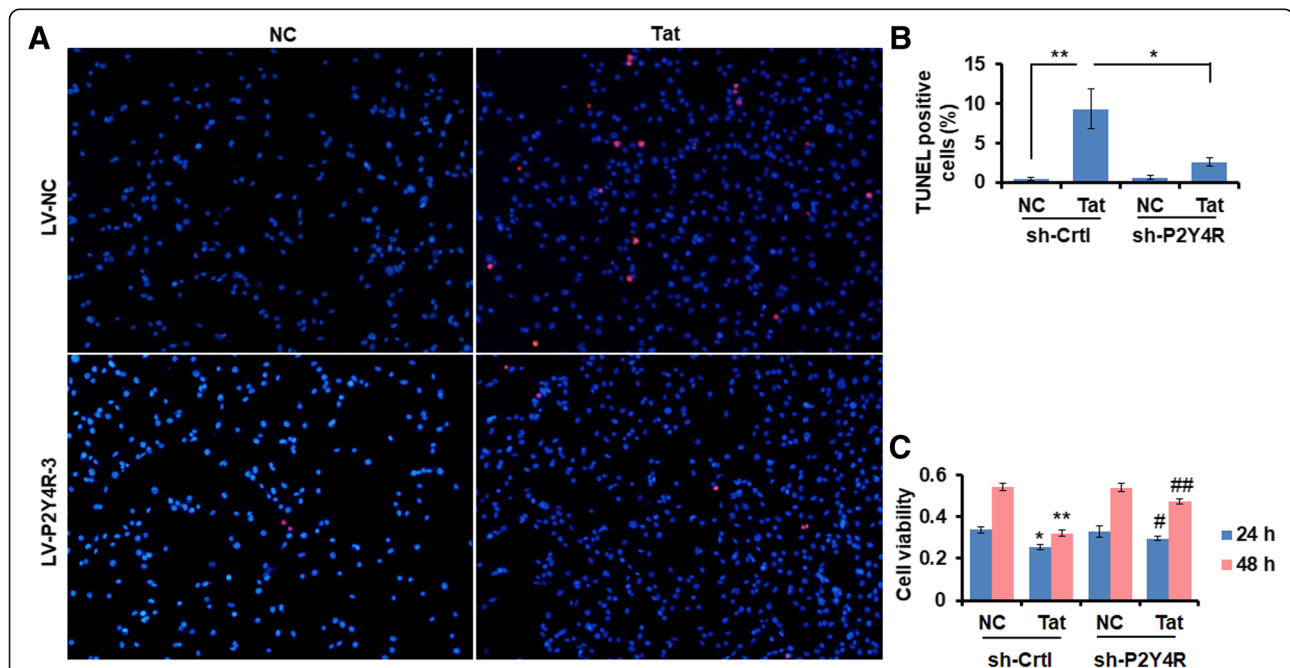 A
NC
Tat
LV-NC
LV-P2Y4R-3
B
TUNEL positive
cells (%)
15
10
5
0
**
*
NC
Tat
NC
Tat
sh-Crtl
sh-P2Y4R
C
Cell viability
0.6
0.4
0.2
0
*
**
#
##
24 h
48 h
NC
Tat
NC
Tat
sh-Crtl
sh-P2Y4R